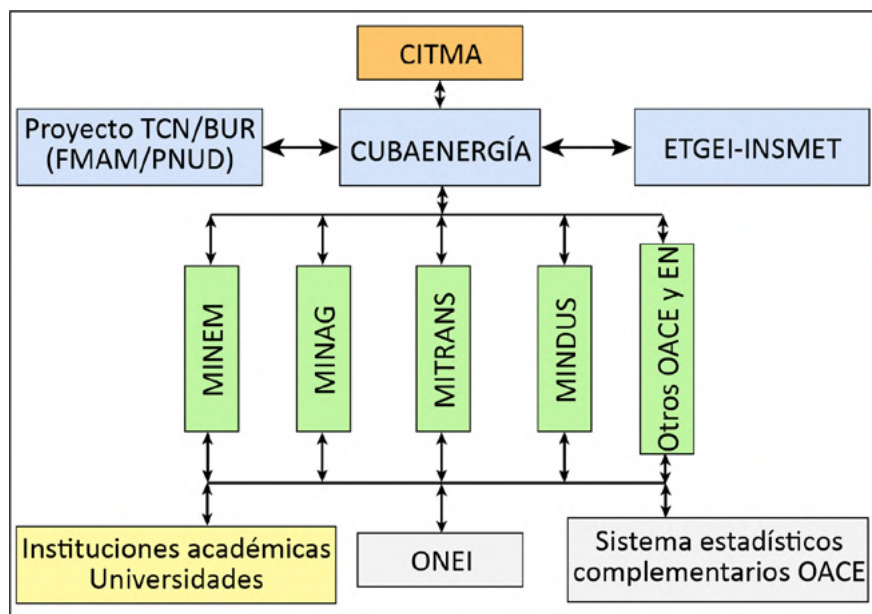 CITMA
Proyecto TCN/BUR
(FMAM/PNUD)
CUBAENERGÍA
ETGEI-INSMET
MINEM
MINAG
MITRANS
MINDUS
Otros OACE y EN
Instituciones académicas
Universidades
ONEI
Sistema estadísticos
complementarios OACE